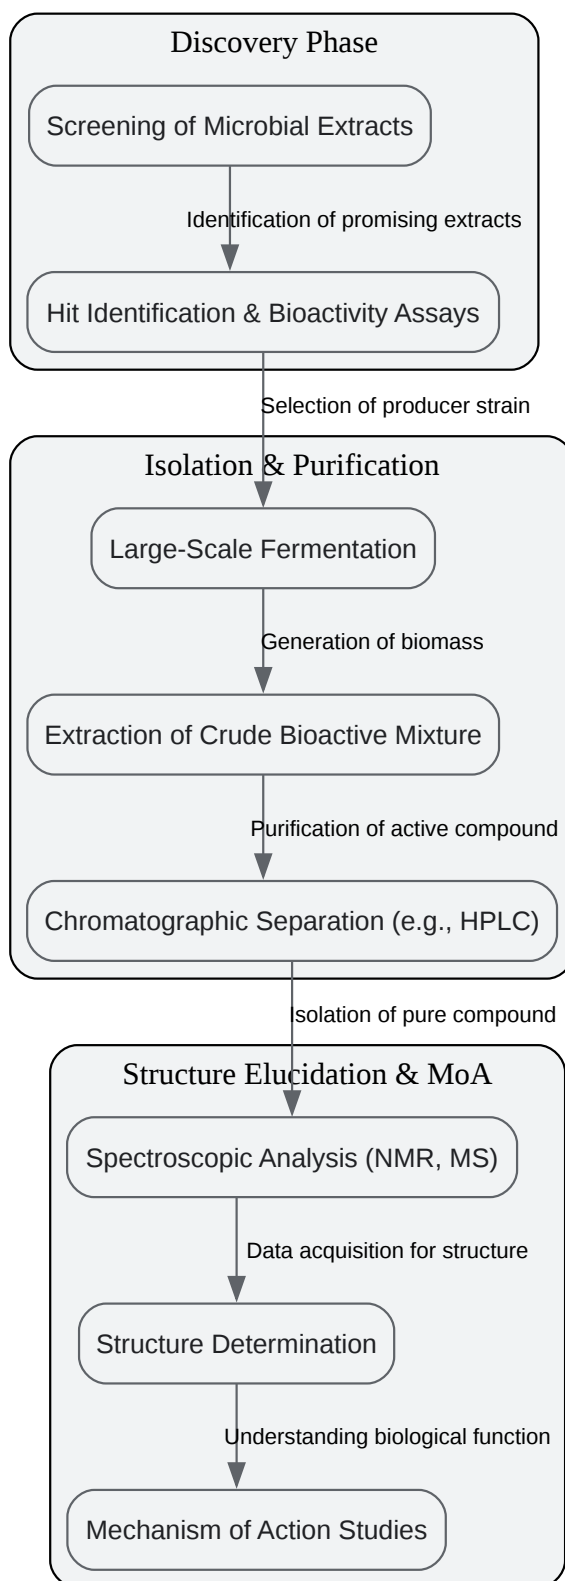 Discovery Phase
Screening of Microbial Extracts
Identification of promising extracts
Hit Identification & Bioactivity Assays
Selection of producer strain
Isolation & Purification
Large-Scale Fermentation
Generation of biomass
Extraction of Crude Bioactive Mixture
Purification of active compound
Chromatographic Separation (e.g., HPLC)
Isolation of pure compound
Structure Elucidation & MoA
Spectroscopic Analysis (NMR, MS)
Data acquisition for structure
Structure Determination
Understanding biological function
Mechanism of Action Studies